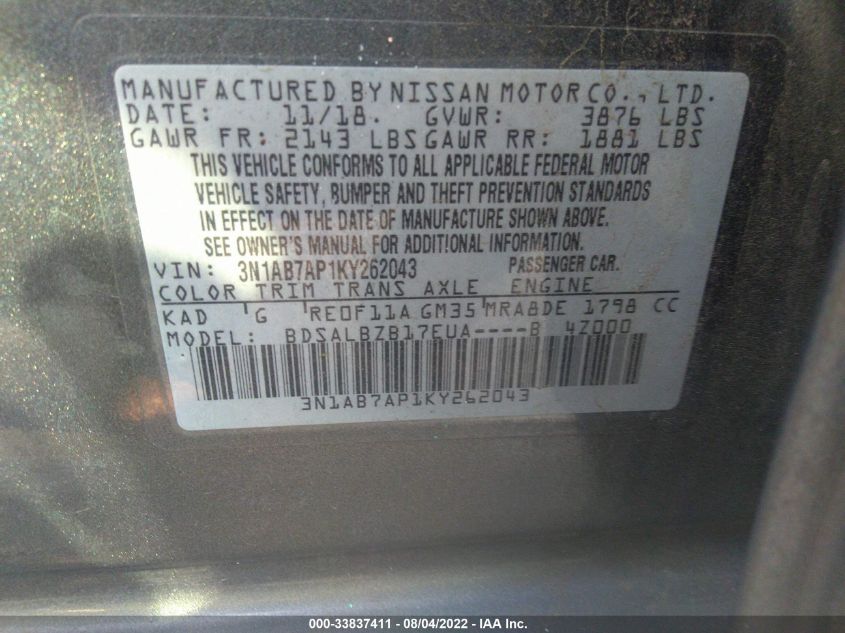 MANUFACTURED BY NISSAN MOTOR CO., LTD.
DATE: 11/18. GVWR: 3876 LBS
GAWR FR: 2143 LBS GAWR RR: 1881 LBS
THIS VEHICLE CONFORMS TO ALL APPLICABLE FEDERAL MOTOR
VEHICLE SAFETY, BUMPER AND THEFT PREVENTION STANDARDS
IN EFFECT ON THE DATE OF MANUFACTURE SHOWN ABOVE.
SEE OWNER'S MANUAL FOR ADDITIONAL INFORMATION.
VIN: 3N1AB7AP1KY262043 PASSENGER CAR.
COLOR TRIM TRANS AXLE ENGINE
KAD G RE0F11A GM35 MRA8DE 1798 CC
MODEL: BDSALBZB17EUA----B 4Z000
3N1AB7AP1KY262043
000-33837411 - 08/04/2022 - IAA Inc.